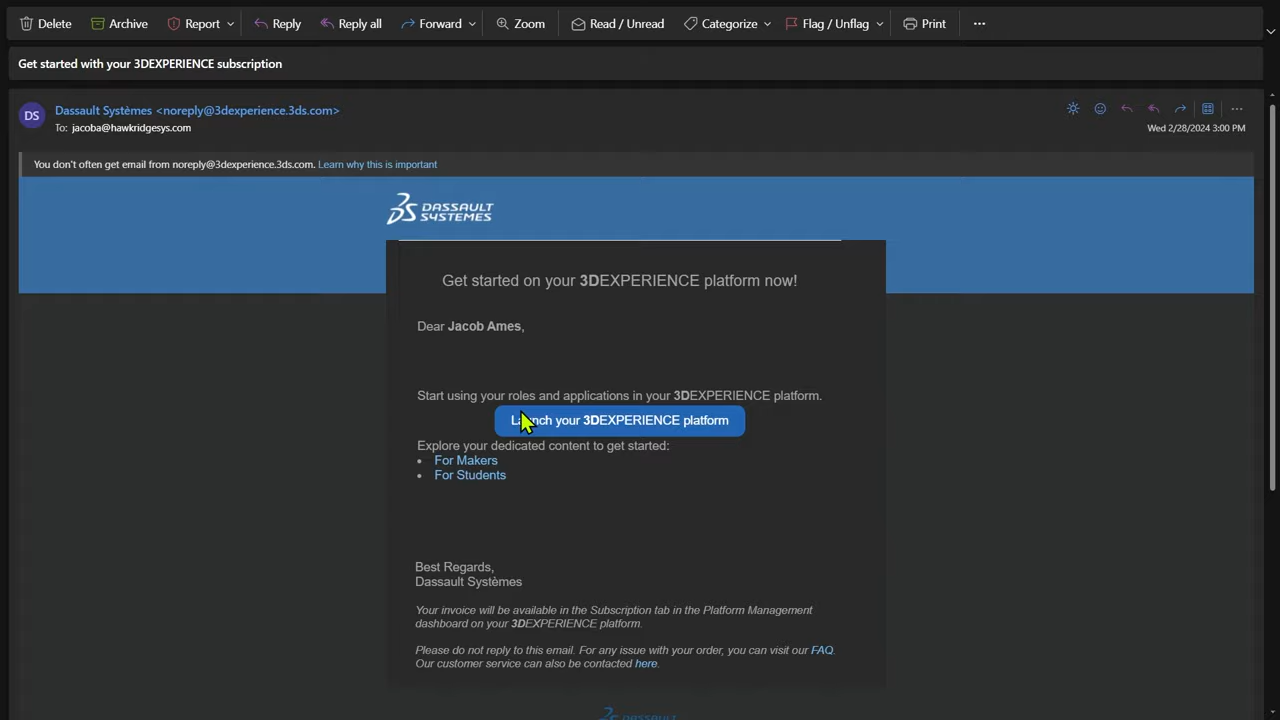 Delete Archive Report Reply Reply all Forward Zoom Read / Unread Categorize Flag / Unflag Print
Get started with your 3DEXPERIENCE subscription
DS
Dassault Systèmes <noreply@3dexperience.3ds.com>
To: jacoba@hawkridgesys.com
Wed 2/28/2024 3:00 PM
You don't often get email from noreply@3dexperience.3ds.com. Learn why this is important
DASSAULT
SYSTEMES
Get started on your 3DEXPERIENCE platform now!
Dear Jacob Ames,
Start using your roles and applications in your 3DEXPERIENCE platform.
Launch your 3DEXPERIENCE platform
Explore your dedicated content to get started:
• For Makers
• For Students
Best Regards,
Dassault Systèmes
Your invoice will be available in the Subscription tab in the Platform Management
dashboard on your 3DEXPERIENCE platform.
Please do not reply to this email. For any issue with your order, you can visit our FAQ.
Our customer service can also be contacted here.
DASSAULT